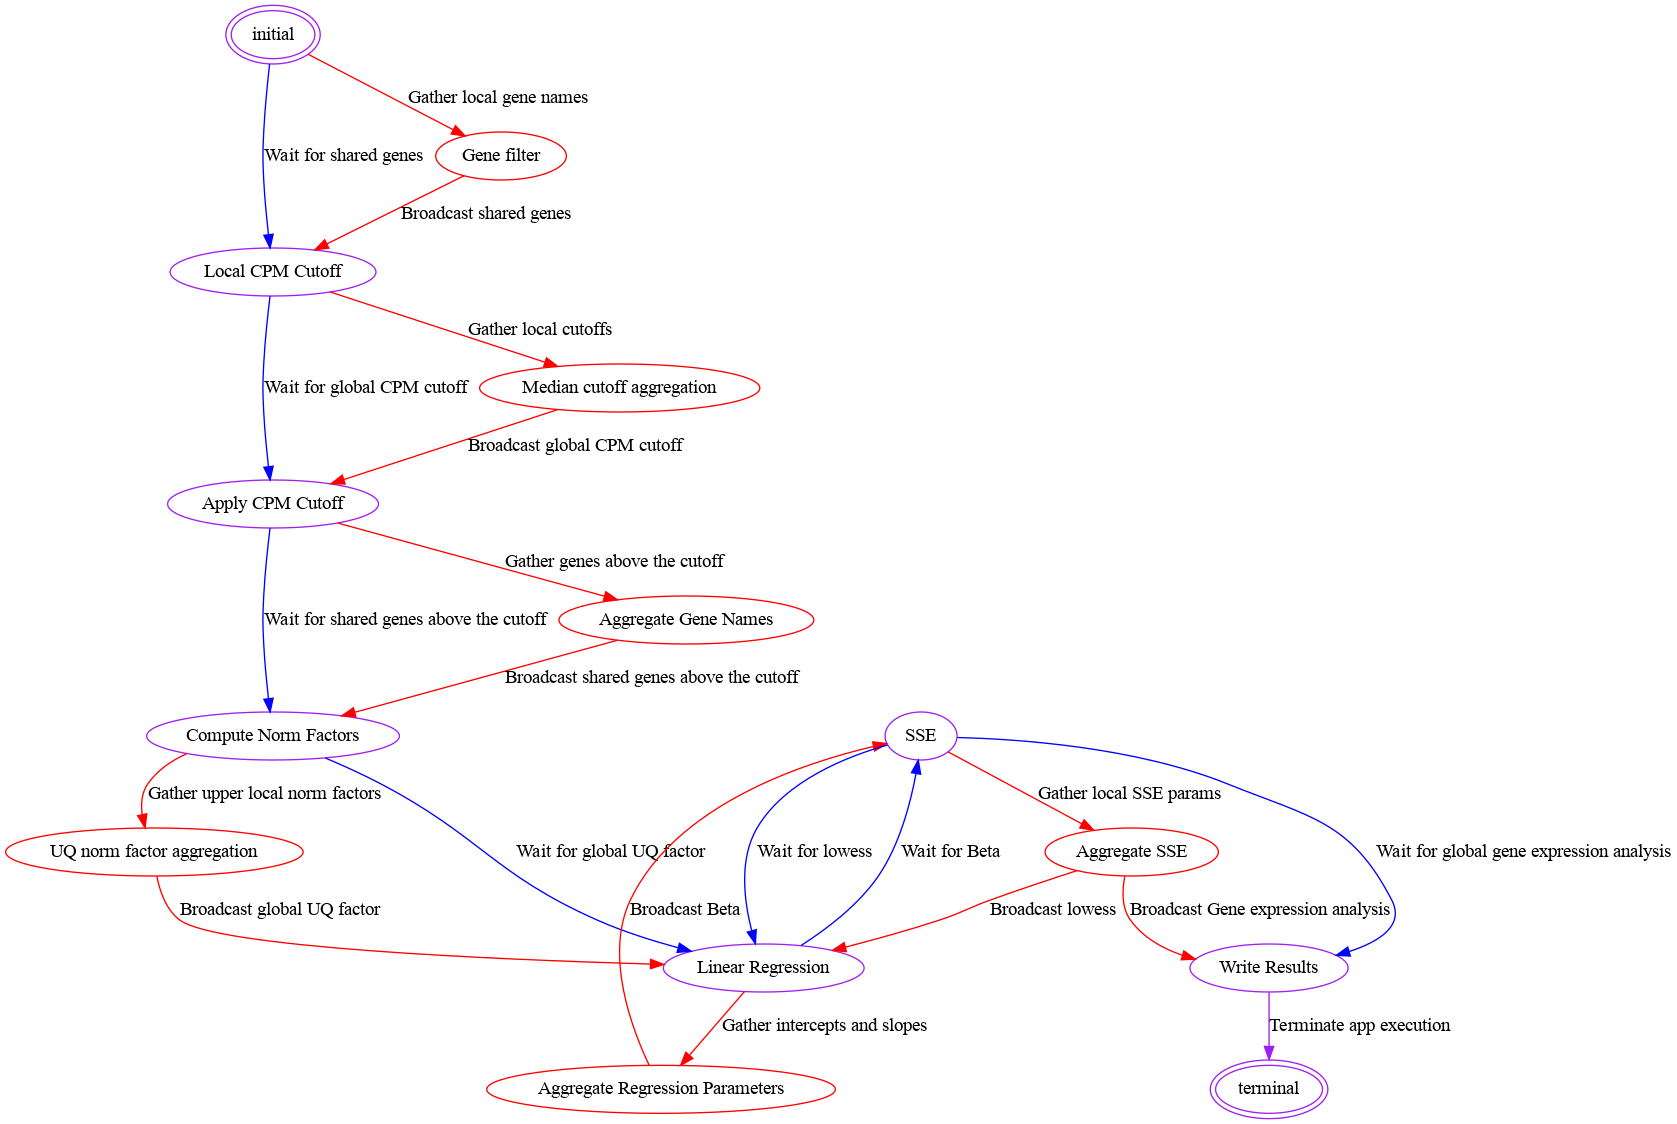 initial
Gather local gene names
Wait for shared genes
Gene filter
Broadcast shared genes
Local CPM Cutoff
Gather local cutoffs
Wait for global CPM cutoff
Median cutoff aggregation
Broadcast global CPM cutoff
Apply CPM Cutoff
Gather genes above the cutoff
Wait for shared genes above the cutoff
Aggregate Gene Names
Broadcast shared genes above the cutoff
Compute Norm Factors
SSE
Gather upper local norm factors
Gather local SSE params
UQ norm factor aggregation
Wait for global UQ factor
Wait for lowess
Wait for Beta
Aggregate SSE
Wait for global gene expression analysis
Broadcast global UQ factor
Broadcast Beta
Broadcast lowess
Broadcast Gene expression analysis
Linear Regression
Write Results
Gather intercepts and slopes
Terminate app execution
Aggregate Regression Parameters
terminal